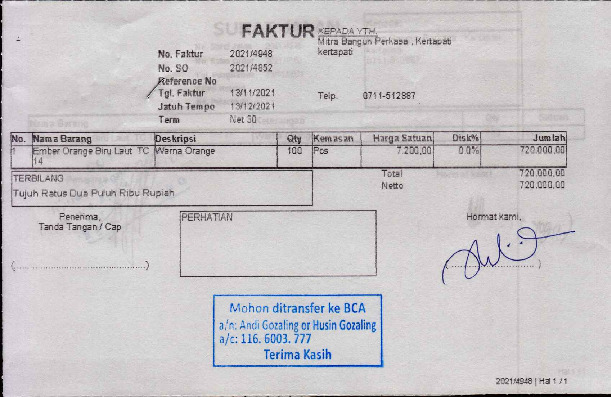 FAKTUR
KEPADA YTH,
Mitra Bangun Perkasa , Kertapati
kertapati
No. Faktur 2021/4948
No. SO 2021/4852
Reference No
Tgl. Faktur 13/11/2021 Telp. 0711-512887
Jatuh Tempo 13/12/2021
Term Net 30
No. Nama Barang Deskripsi Qty Kemasan Harga Satuan Disk% Jumlah
1 Ember Orange Biru Laut TC Warna Orange 100 Pcs 7.200,00 0.0% 720.000,00
14
TERBILANG Total 720.000,00
Tujuh Ratus Dua Puluh Ribu Rupiah Netto 720.000,00
Penerima, PERHATIAN Hormat kami,
Tanda Tangan / Cap
Mohon ditransfer ke BCA
a/n: Andi Gozaling or Husin Gozaling
a/c: 116. 6003. 777
Terima Kasih
2021/4948 | Hal 1 / 1